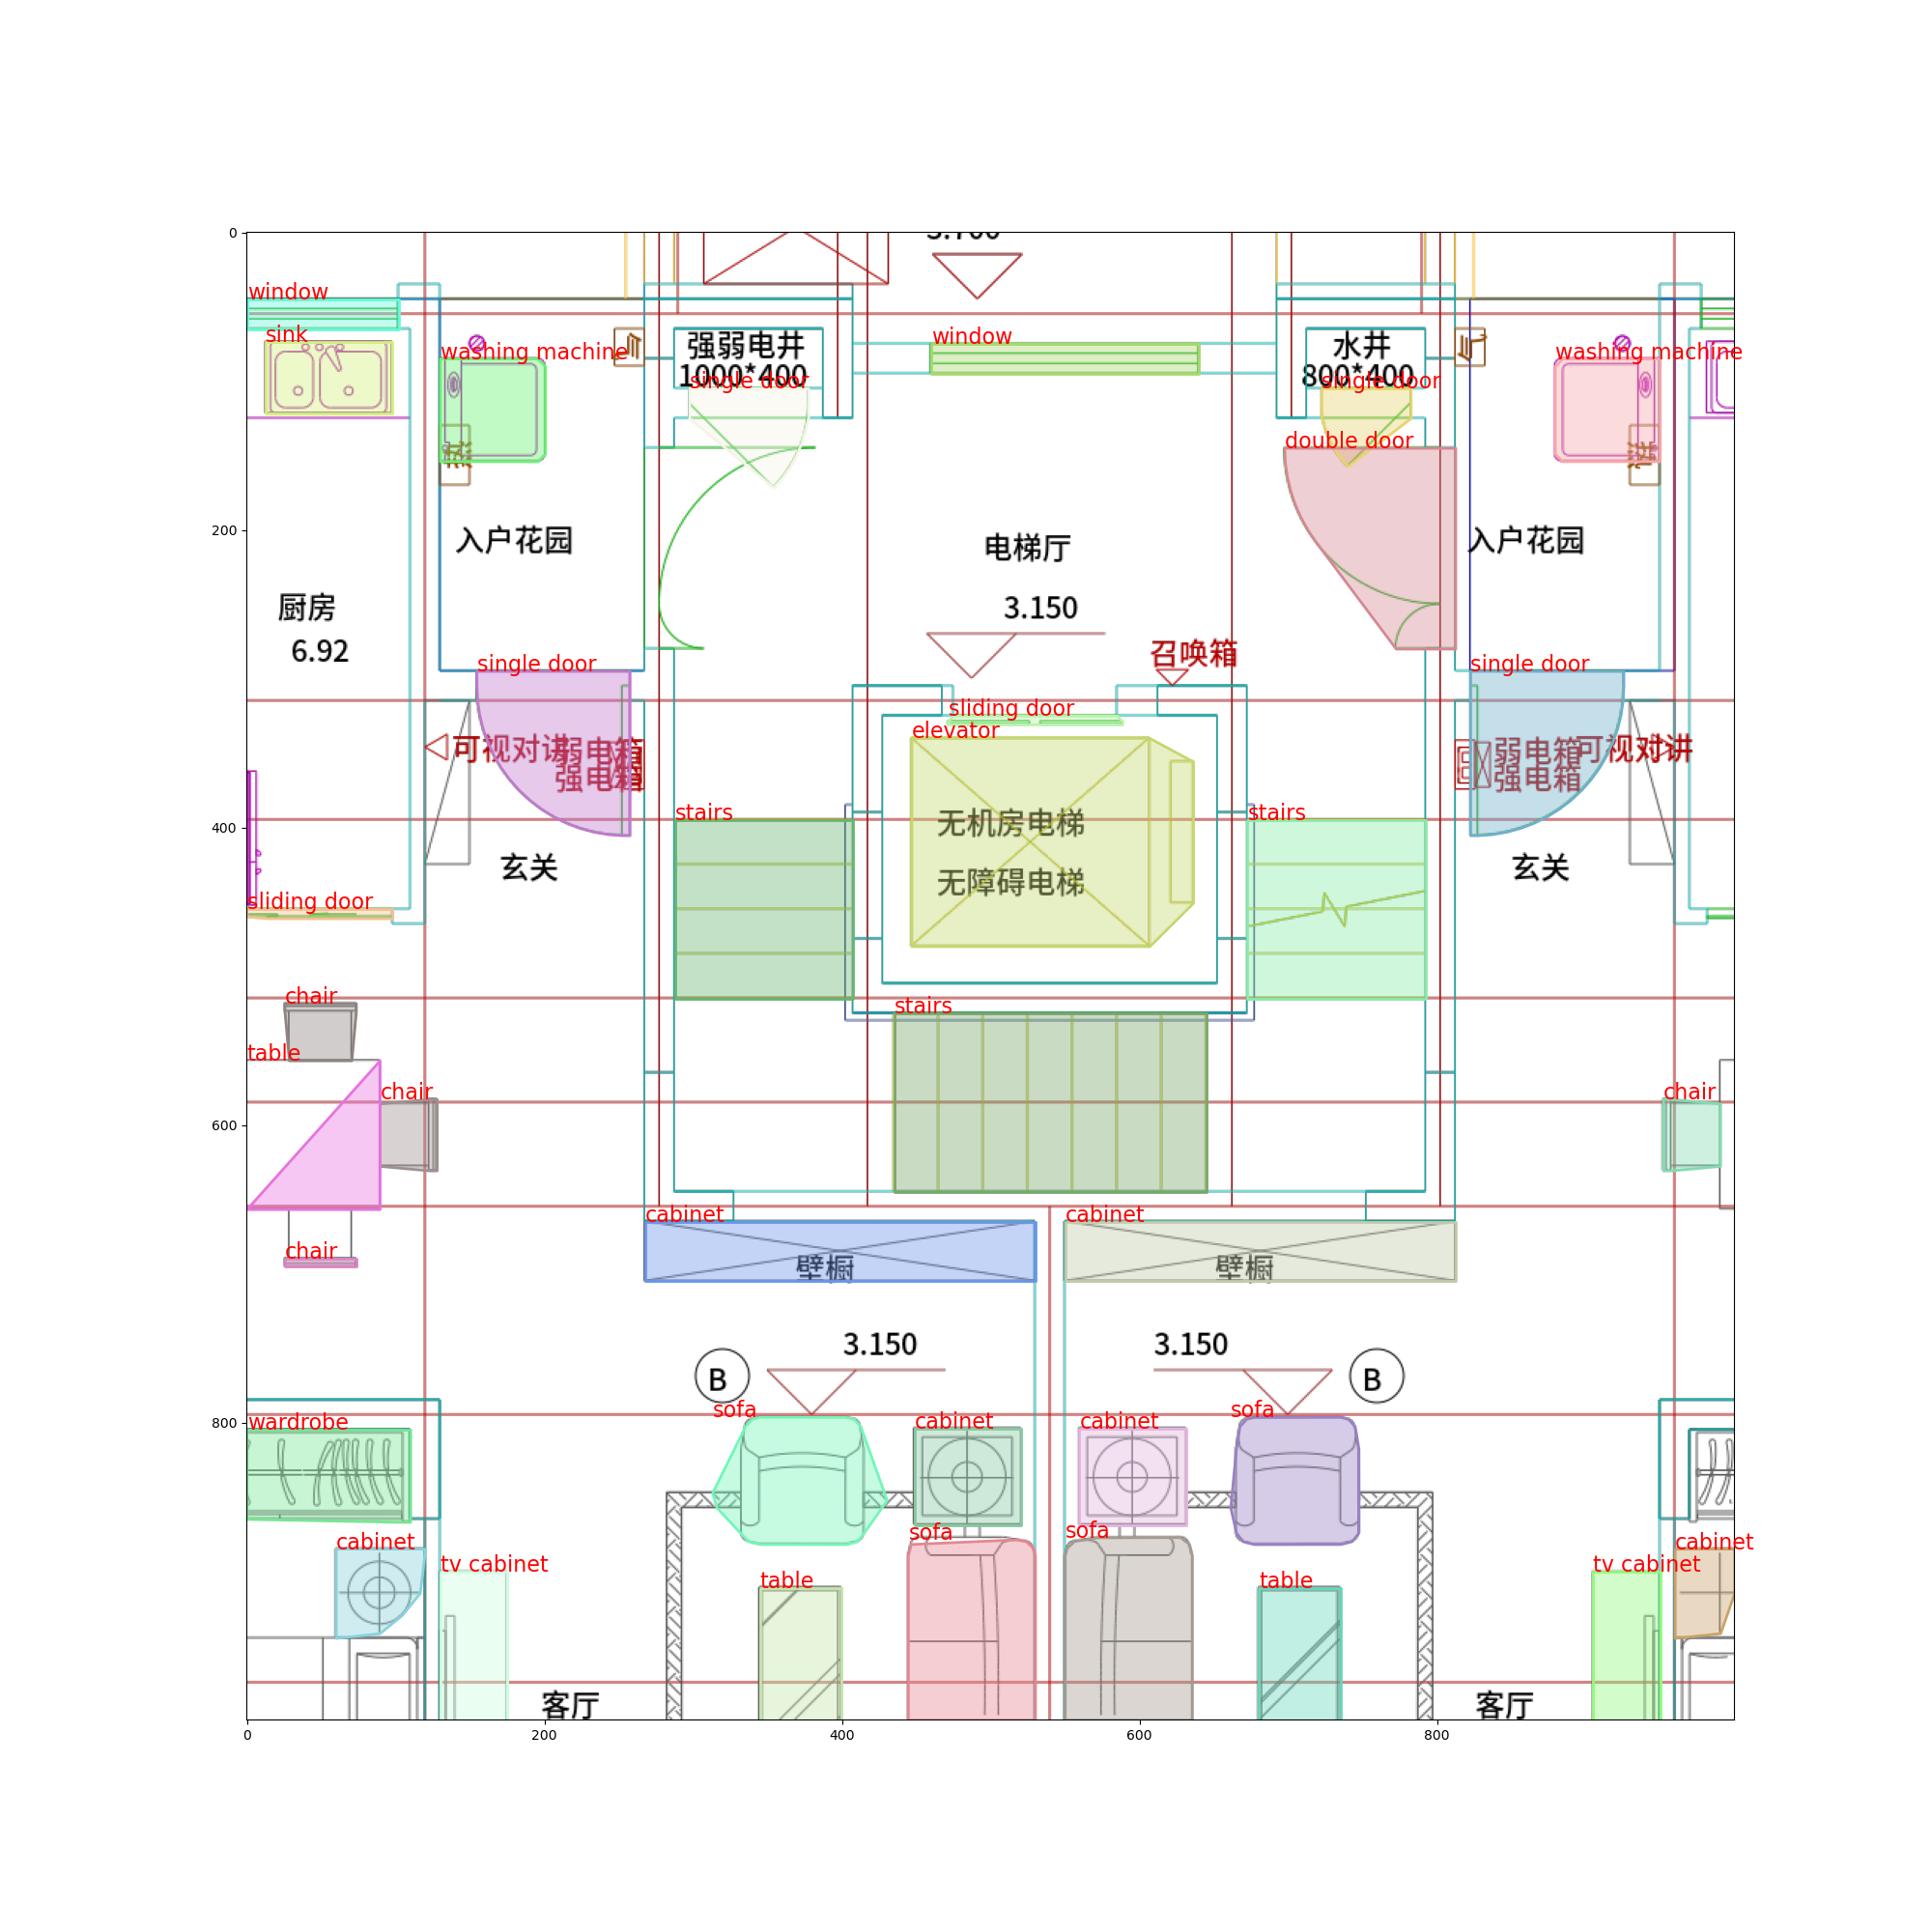 0
200
400
600
800
0
200
400
600
800
window
sink
washing machine
强弱电井
1000*400
single door
window
水井
800*400
single door
double door
washing machine
热
入户花园
电梯厅
入户花园
厨房
6.92
3.150
召唤箱
single door
single door
sliding door
elevator
可视对讲
弱电箱
强电箱
弱电箱
强电箱
可视对讲
stairs
stairs
无机房电梯
无障碍电梯
玄关
玄关
sliding door
chair
stairs
table
chair
chair
cabinet
cabinet
壁橱
壁橱
chair
3.150
3.150
B
B
sofa
sofa
wardrobe
cabinet
cabinet
sofa
sofa
cabinet
cabinet
tv cabinet
tv cabinet
table
table
客厅
客厅